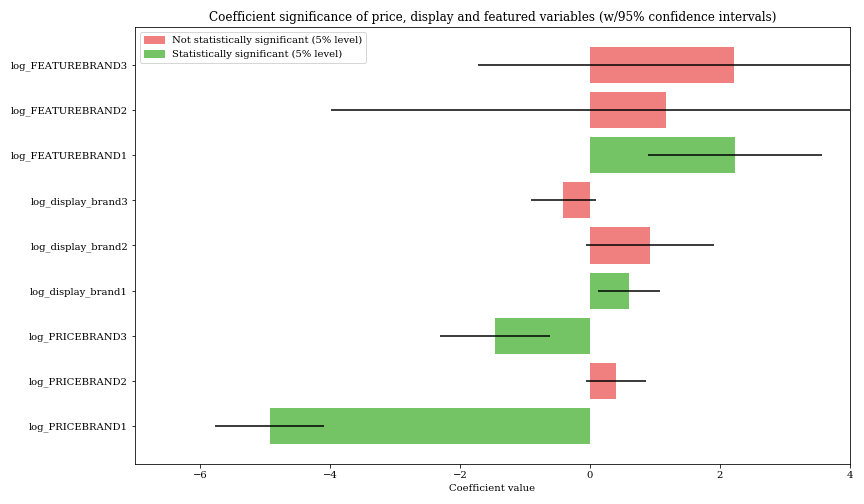 Coefficient significance of price, display and featured variables (w/95% confidence intervals)
Not statistically significant (5% level)
Statistically significant (5% level)
log_FEATUREBRAND3
log_FEATUREBRAND2
log_FEATUREBRAND1
log_display_brand3
log_display_brand2
log_display_brand1
log_PRICEBRAND3
log_PRICEBRAND2
log_PRICEBRAND1
−6 −4 −2 0 2 4
Coefficient value